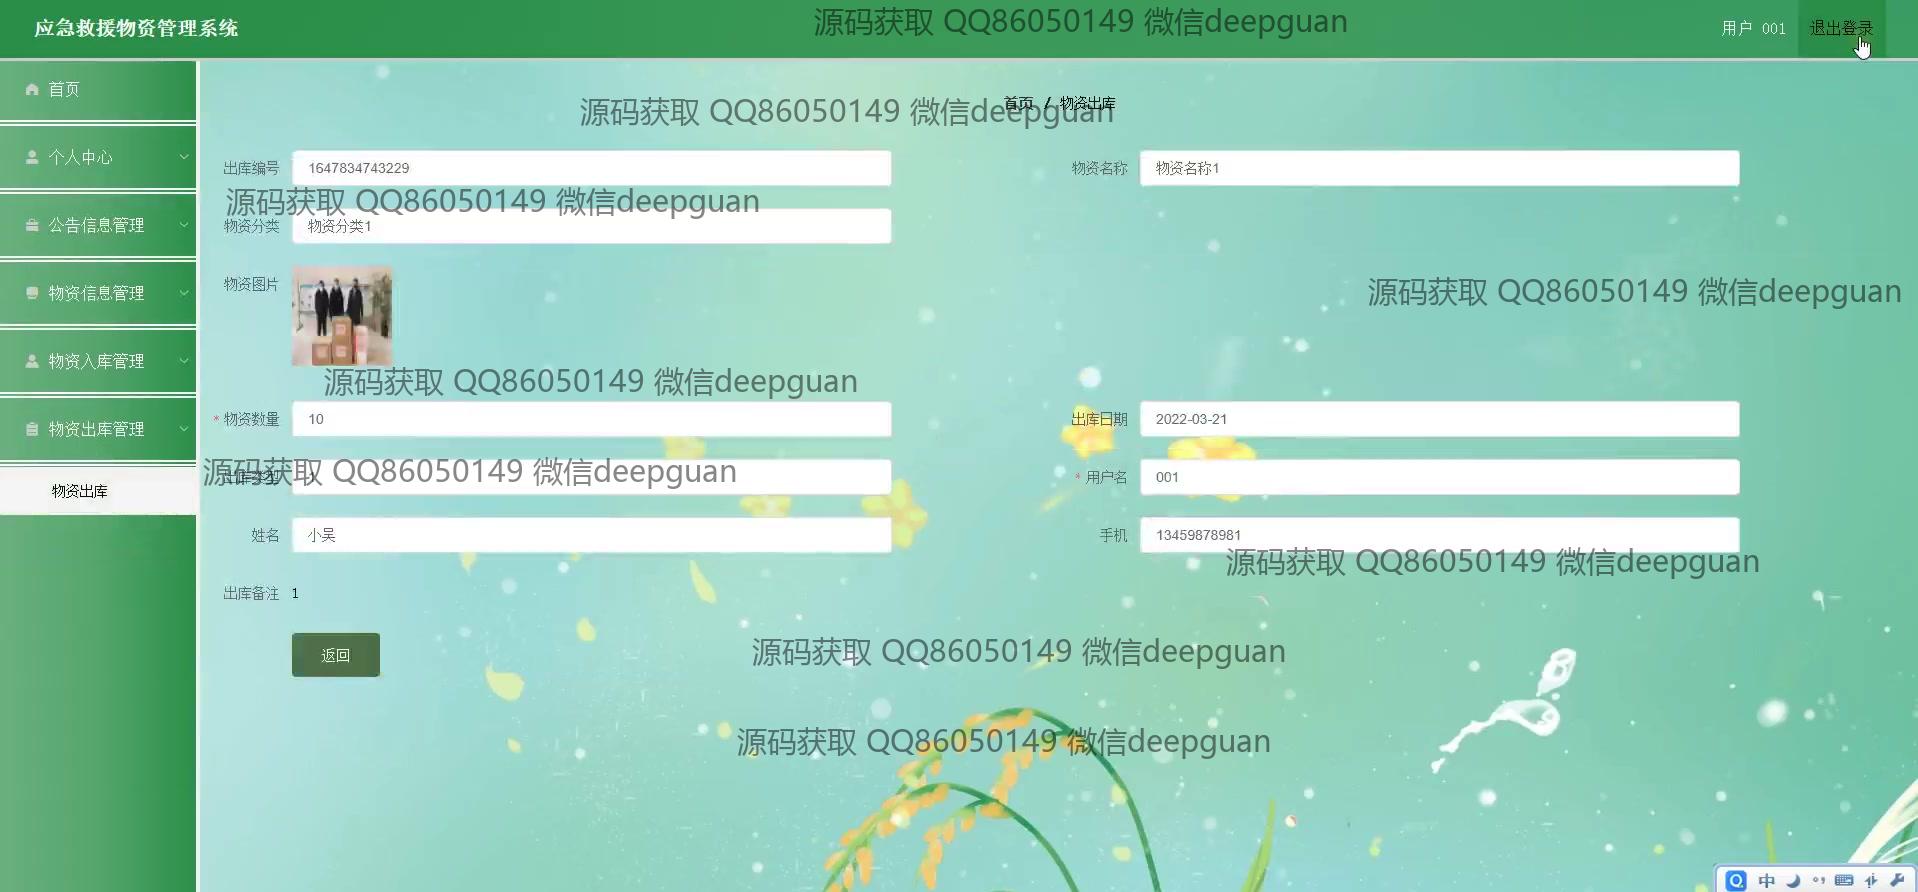 应急救援物资管理系统
源码获取 QQ86050149 微信deepguan
用户 001
退出登录
首页
个人中心
公告信息管理
物资信息管理
物资入库管理
物资出库管理
物资出库
首页 / 物资出库
源码获取 QQ86050149 微信deepguan
出库编号 1647834743229
物资名称 物资名称1
源码获取 QQ86050149 微信deepguan
物资分类 物资分类1
物资图片
源码获取 QQ86050149 微信deepguan
源码获取 QQ86050149 微信deepguan
* 物资数量 10
出库日期 2022-03-21
源码获取 QQ86050149 微信deepguan
出库类型 1
* 用户名 001
姓名 小吴
手机 13459878981
源码获取 QQ86050149 微信deepguan
出库备注 1
返回
源码获取 QQ86050149 微信deepguan
源码获取 QQ86050149 微信deepguan
中